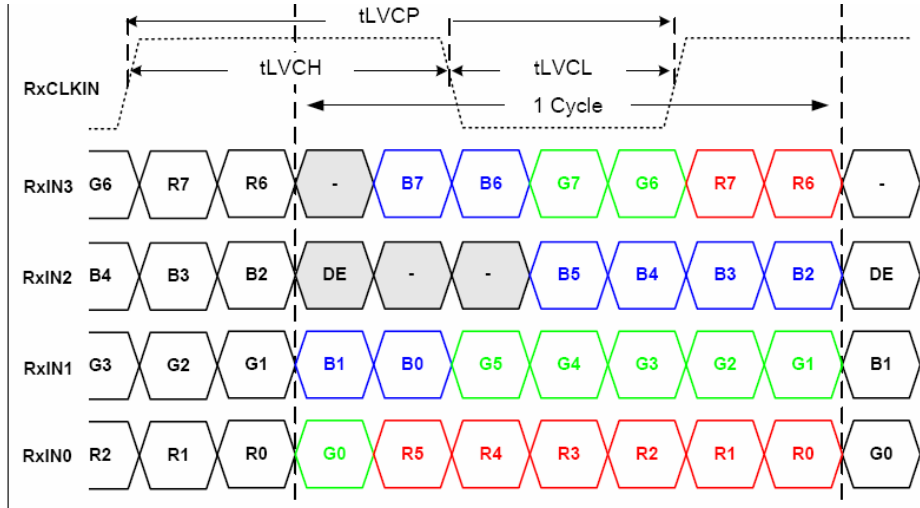 tLVCP
tLVCH tLVCL
RxCLKIN
1 Cycle
RxIN3 G6 R7 R6 - B7 B6 G7 G6 R7 R6 -
RxIN2 B4 B3 B2 DE - - B5 B4 B3 B2 DE
RxIN1 G3 G2 G1 B1 B0 G5 G4 G3 G2 G1 B1
RxIN0 R2 R1 R0 G0 R5 R4 R3 R2 R1 R0 G0